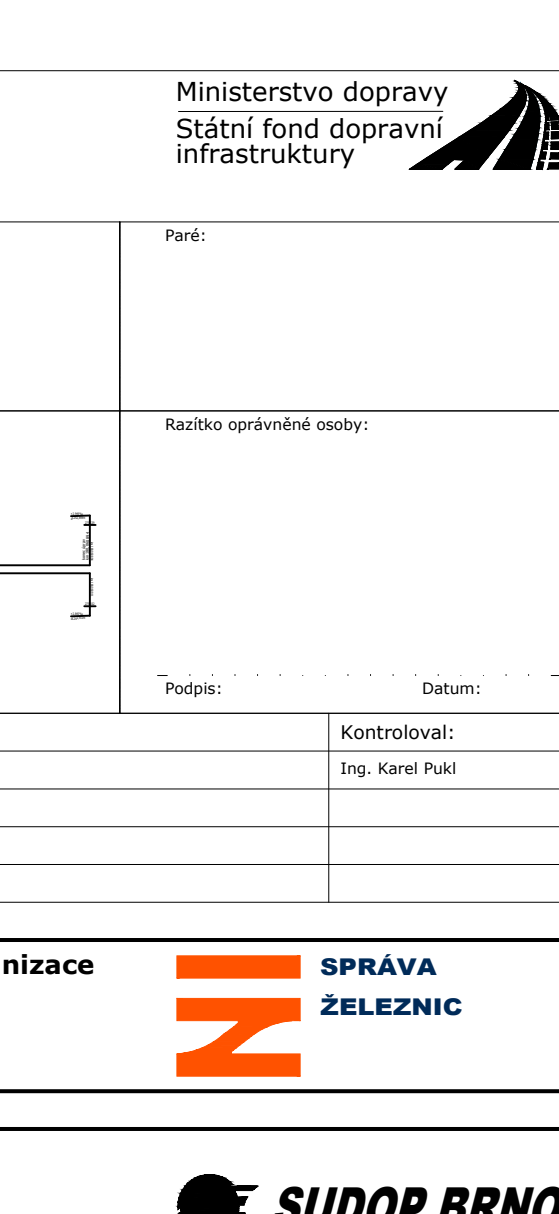 Ministerstvo dopravy
Státní fond dopravní
infrastruktury
Paré:
Razítko oprávněné osoby:
Podpis:
Datum:
Kontroloval:
Ing. Karel Pukl
nizace
SPRÁVA
ŽELEZNIC
SUDOP BRNO